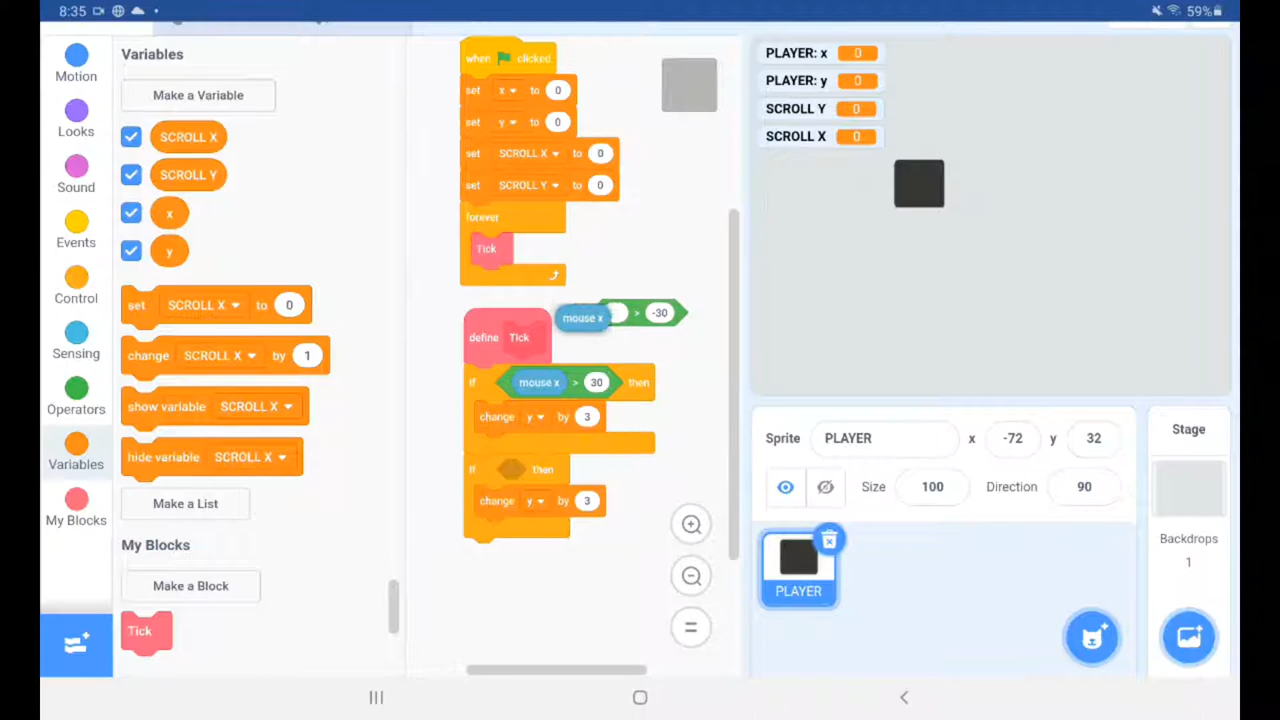 8:35 59%
Variables
Make a Variable
SCROLL X
SCROLL Y
x
y
set SCROLL X to 0
change SCROLL X by 1
show variable SCROLL X
hide variable SCROLL X
Make a List
My Blocks
Make a Block
Tick
Motion
Looks
Sound
Events
Control
Sensing
Operators
Variables
My Blocks
when clicked
set x to 0
set y to 0
set SCROLL X to 0
set SCROLL Y to 0
forever
Tick
mouse x > -30
define Tick
If mouse x > 30 then
change y by 3
If then
change y by 3
PLAYER: x 0
PLAYER: y 0
SCROLL Y 0
SCROLL X 0
Sprite PLAYER x -72 y 32
Size 100 Direction 90
PLAYER
Stage
Backdrops
1